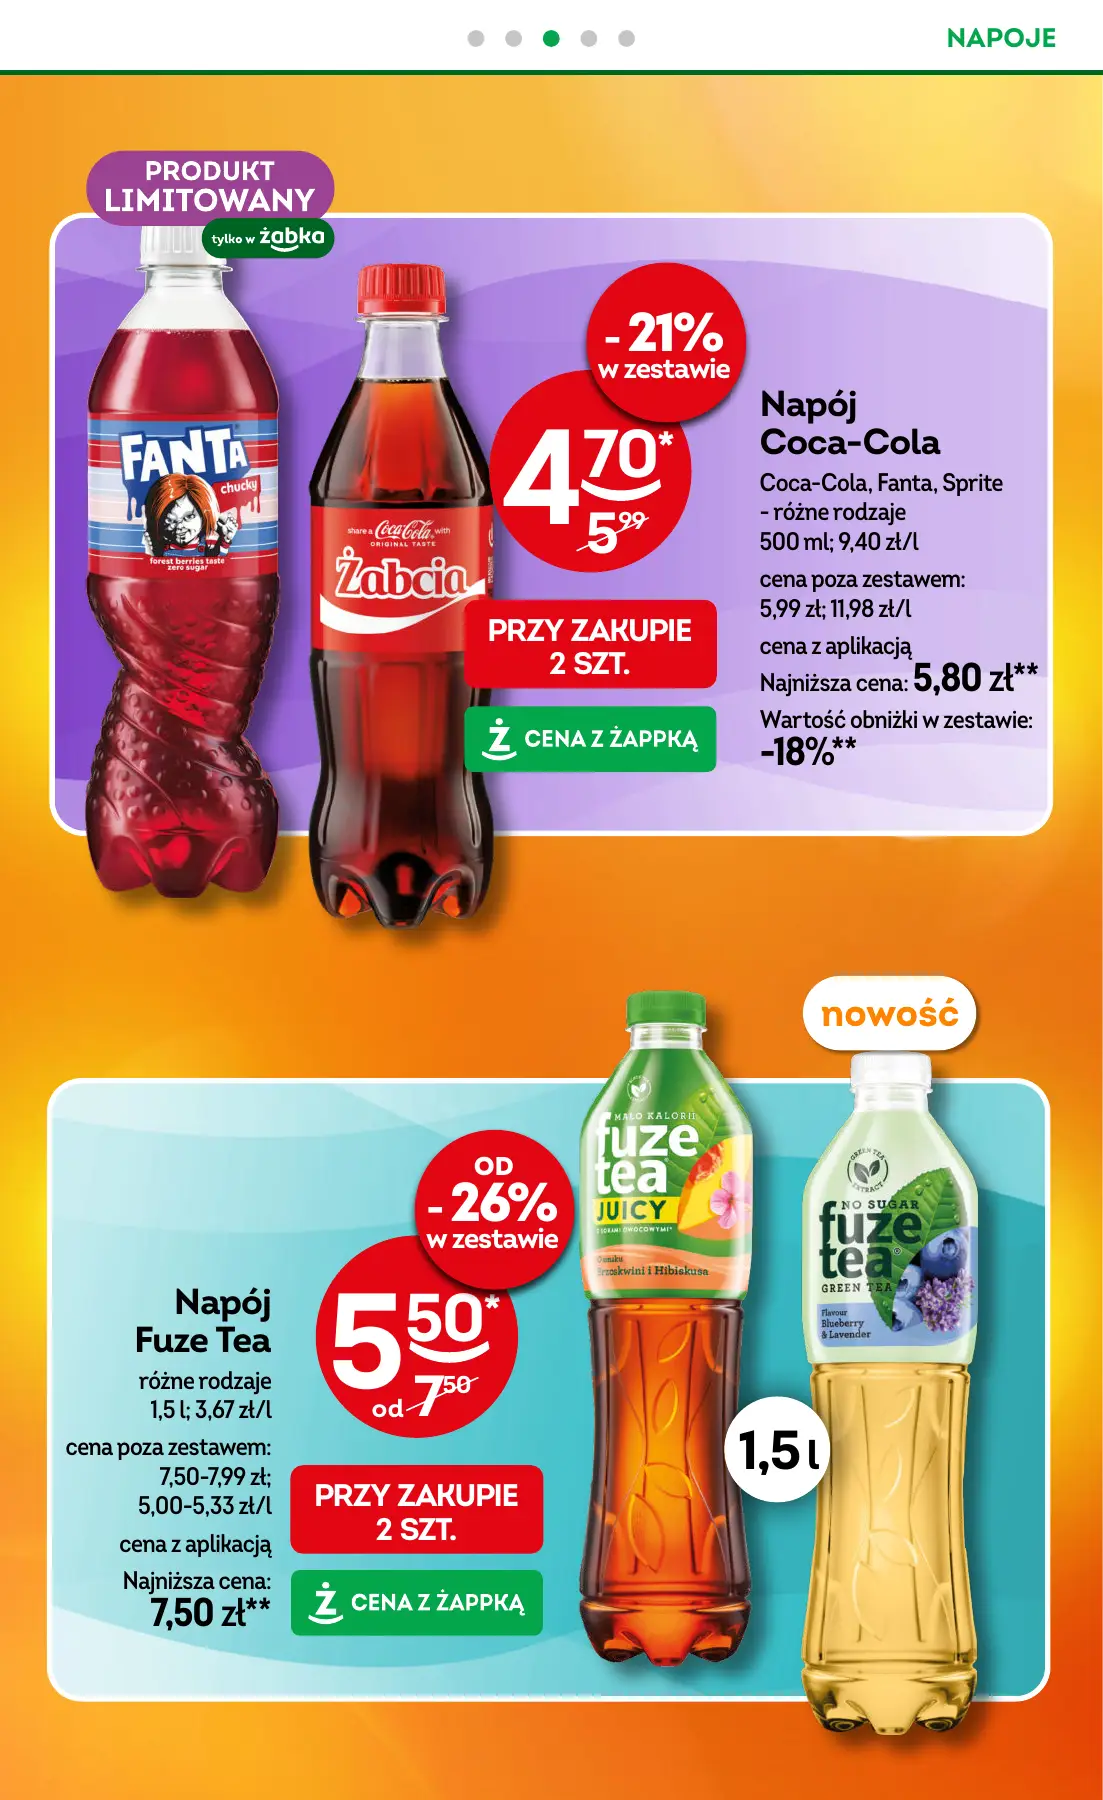 NAPOJE
PRODUKT
LIMITOWANY
tylko w żabka
FANTA
chucky
forest berries taste
zero sugar
share a Coca-Cola with
ORIGINAL TASTE
Żabcia
- 21%
w zestawie
4 70*
5 99
PRZY ZAKUPIE
2 SZT.
Ż CENA Z ŻAPPKĄ
Napój
Coca-Cola
Coca-Cola, Fanta, Sprite
- różne rodzaje
500 ml; 9,40 zł/l
cena poza zestawem:
5,99 zł; 11,98 zł/l
cena z aplikacją
Najniższa cena: 5,80 zł**
Wartość obniżki w zestawie:
-18%**
nowość
OD
- 26%
w zestawie
5 50*
od 7 50
PRZY ZAKUPIE
2 SZT.
Ż CENA Z ŻAPPKĄ
Napój
Fuze Tea
różne rodzaje
1,5 l; 3,67 zł/l
cena poza zestawem:
7,50-7,99 zł;
5,00-5,33 zł/l
cena z aplikacją
Najniższa cena:
7,50 zł**
MAŁO KALORII
fuze
tea
JUICY
Brzoskwini i Hibiskusa
1,5 l
GREEN TEA
EXTRACT
NO SUGAR
fuze
tea
GREEN TEA
Flavour
Blueberry
& Lavender